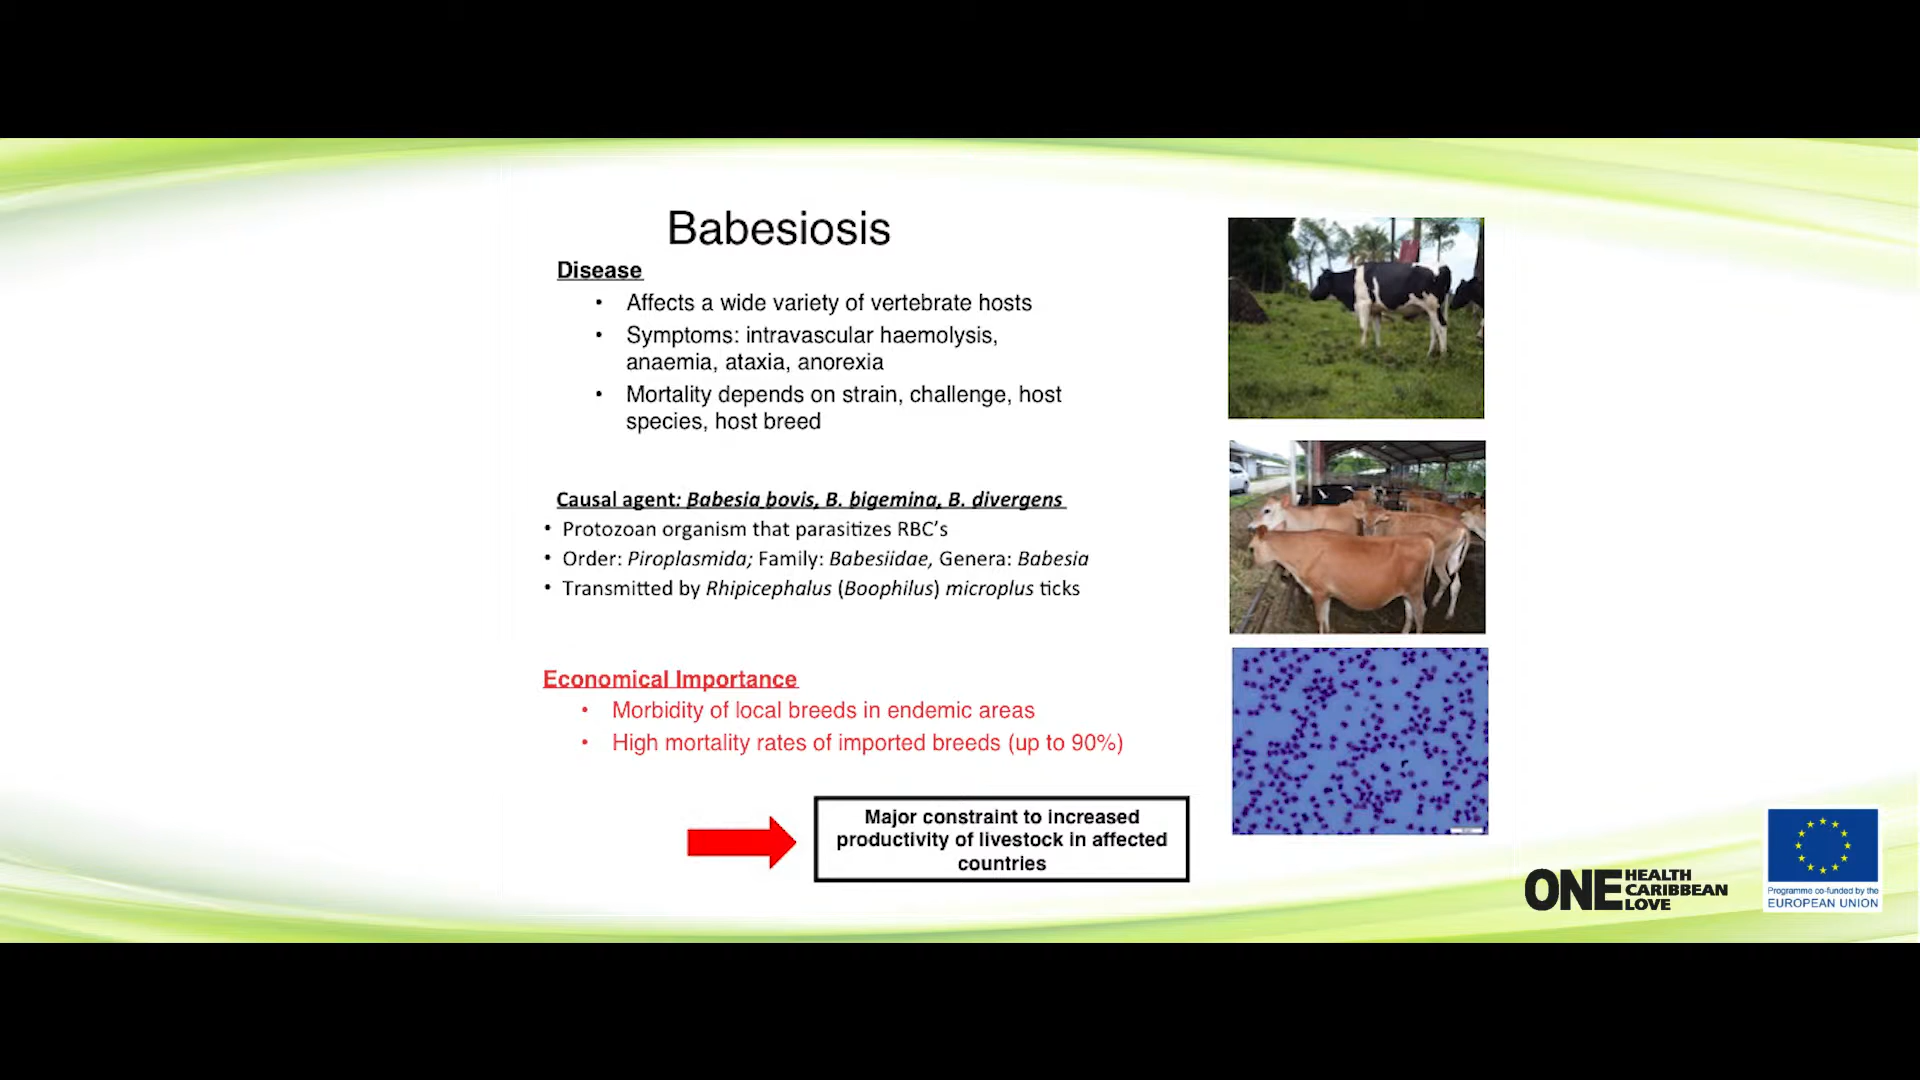 Babesiosis
Disease
• Affects a wide variety of vertebrate hosts
• Symptoms: intravascular haemolysis,
anaemia, ataxia, anorexia
• Mortality depends on strain, challenge, host
species, host breed
Causal agent: Babesia bovis, B. bigemina, B. divergens
• Protozoan organism that parasitizes RBC's
• Order: Piroplasmida; Family: Babesiidae, Genera: Babesia
• Transmitted by Rhipicephalus (Boophilus) microplus ticks
Economical Importance
• Morbidity of local breeds in endemic areas
• High mortality rates of imported breeds (up to 90%)
Major constraint to increased
productivity of livestock in affected
countries
ONE HEALTH
CARIBBEAN
LOVE
Programme co-funded by the
EUROPEAN UNION